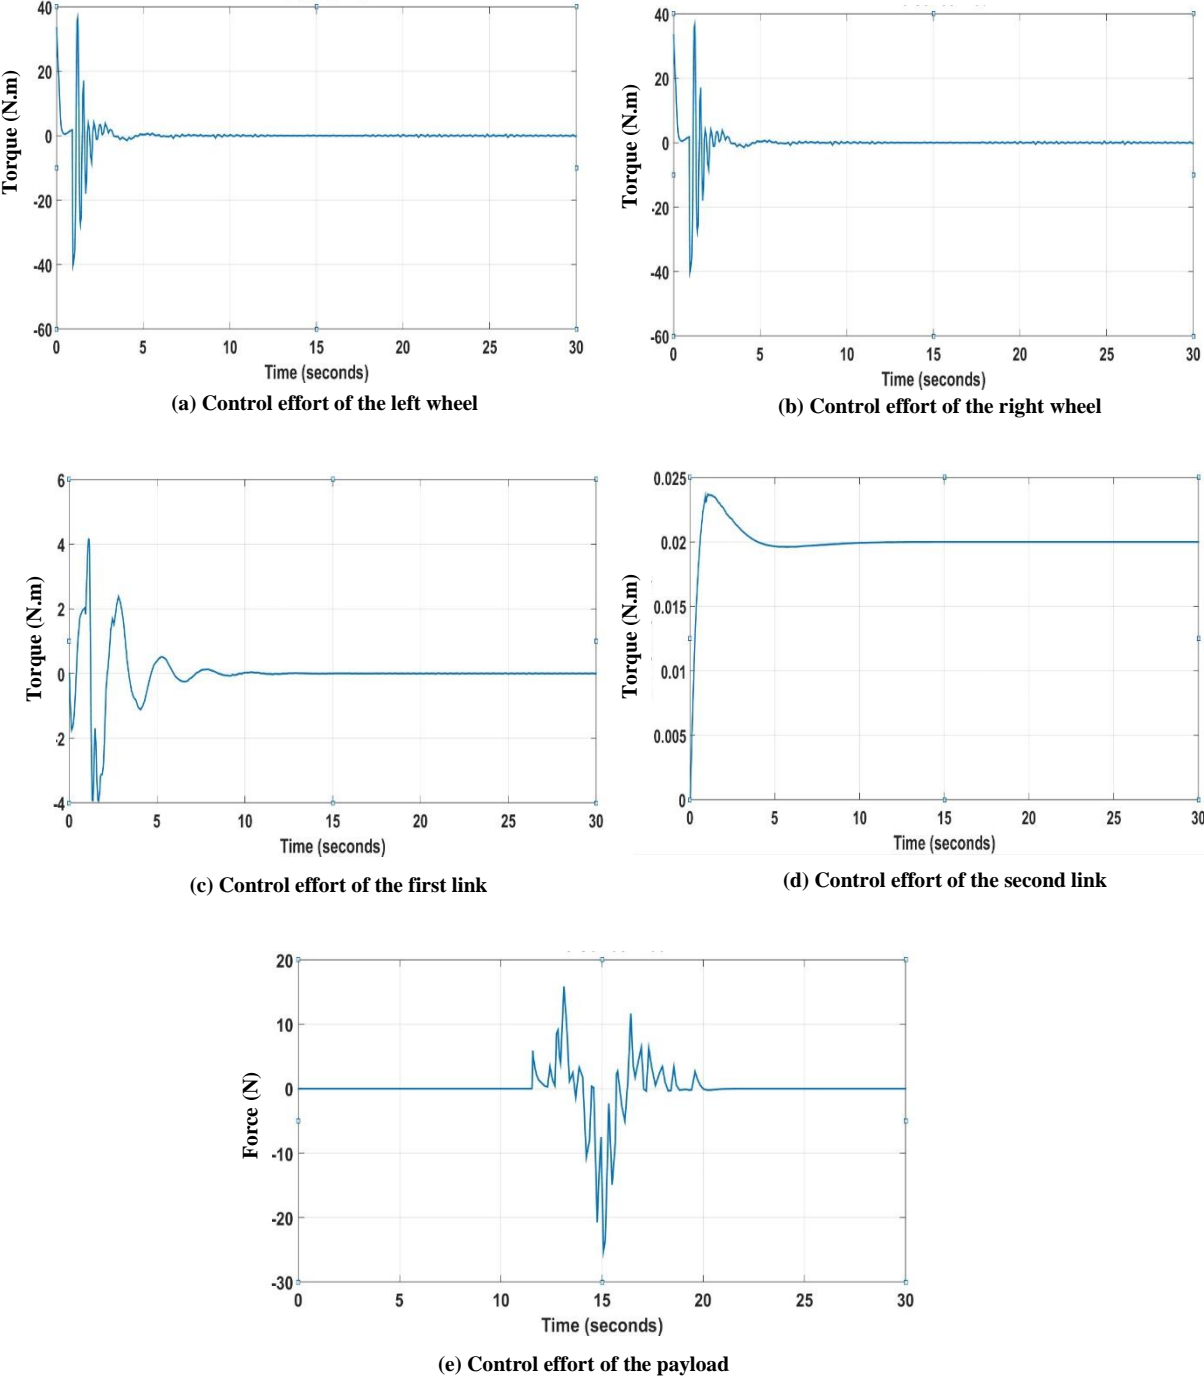 40
20
0
-20
-40
-60
0 5 10 15 20 25 30
Torque (N.m)
Time (seconds)
(a) Control effort of the left wheel
40
20
0
-20
-40
-60
0 5 10 15 20 25 30
Torque (N.m)
Time (seconds)
(b) Control effort of the right wheel
6
4
2
0
-2
-4
0 5 10 15 20 25 30
Torque (N.m)
Time (seconds)
(c) Control effort of the first link
0.025
0.02
0.015
0.01
0.005
0
0 5 10 15 20 25 30
Torque (N.m)
Time (seconds)
(d) Control effort of the second link
20
10
0
-10
-20
-30
0 5 10 15 20 25 30
Force (N)
Time (seconds)
(e) Control effort of the payload